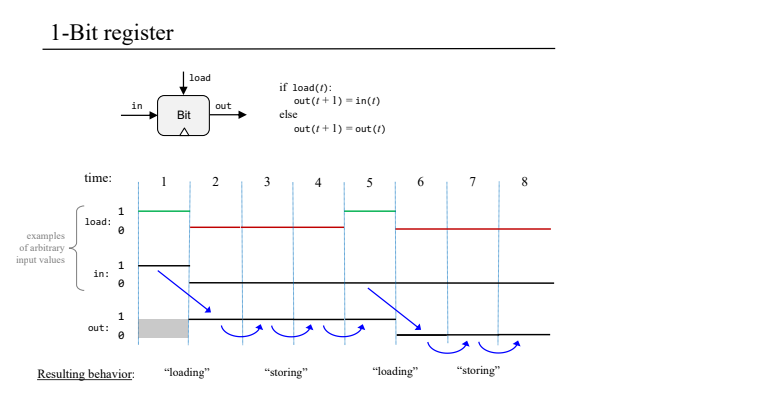 1-Bit register
load
in
out
Bit
if load(t):
out(t + 1) = in(t)
else
out(t + 1) = out(t)
time: 1 2 3 4 5 6 7 8
examples
of arbitrary
input values
load: 1
0
in: 1
0
out: 1
0
Resulting behavior: “loading” “storing” “loading” “storing”